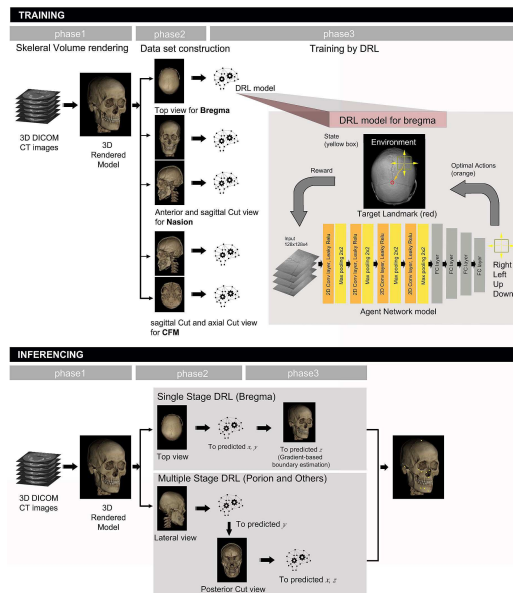 TRAINING
phase1
phase2
phase3
Skeleral Volume rendering
Data set construction
Training by DRL
3D DICOM
CT images
3D
Rendered
Model
Top view for Bregma
DRL model
Anterior and sagittal Cut view
for Nasion
sagittal Cut and axial Cut view
for CFM
DRL model for bregma
State
(yellow box)
Environment
Reward
Optimal Actions
(orange)
Target Landmark (red)
Input
128x128x4
2D Conv layer, Leaky Relu
Max pooling 2x2
2D Conv layer, Leaky Relu
Max pooling 2x2
2D Conv layer, Leaky Relu
Max pooling 2x2
2D Conv layer, Leaky Relu
Max pooling 2x2
FC layer
FC layer
FC layer
FC layer
Right
Left
Up
Down
Agent Network model
INFERENCING
phase1
phase2
phase3
3D DICOM
CT images
3D
Rendered
Model
Single Stage DRL (Bregma)
Top view
To predicted x, y
To predicted z
(Gradient-based
boundary estimation)
Multiple Stage DRL (Porion and Others)
Lateral view
To predicted y
Posterior Cut view
To predicted x, z